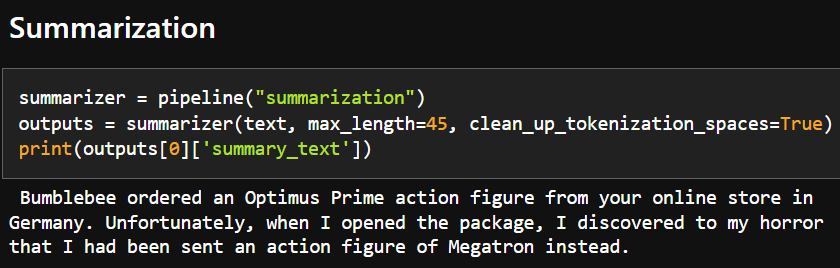 Summarization
summarizer = pipeline("summarization")
outputs = summarizer(text, max_length=45, clean_up_tokenization_spaces=True)
print(outputs[0]['summary_text'])
Bumblebee ordered an Optimus Prime action figure from your online store in
Germany. Unfortunately, when I opened the package, I discovered to my horror
that I had been sent an action figure of Megatron instead.